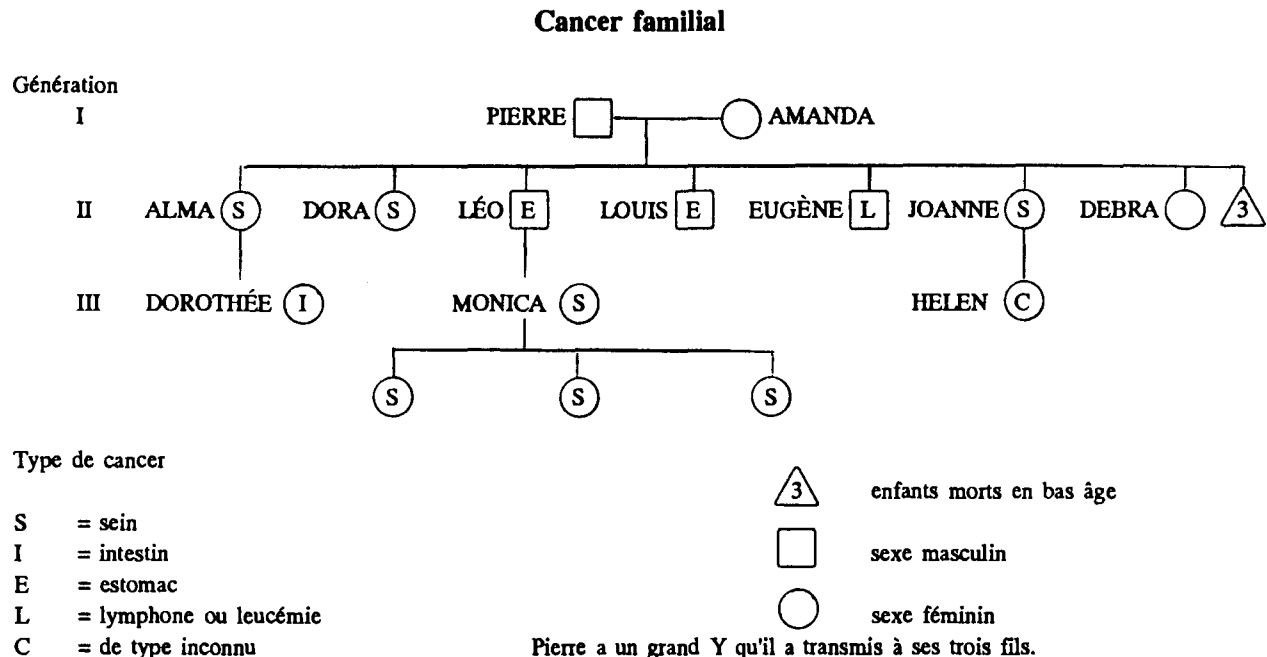 Cancer familial
Génération
I PIERRE AMANDA
II ALMA S DORA S LÉO E LOUIS E EUGÈNE L JOANNE S DEBRA 3
III DOROTHÉE I MONICA S HELEN C
S S S
Type de cancer
3 enfants morts en bas âge
S = sein
I = intestin
sexe masculin
E = estomac
L = lymphone ou leucémie
sexe féminin
C = de type inconnu
Pierre a un grand Y qu'il a transmis à ses trois fils.